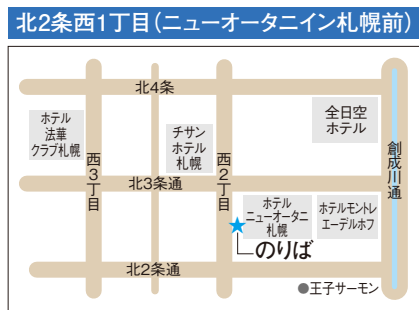 北2条西1丁目(ニューオータニイン札幌前)
北4条
ホテル
法華
クラブ札幌
チサン
ホテル
札幌
全日空
ホテル
西3丁目
西2丁目
創成川通
北3条通
ホテル
ニューオータニ
札幌
ホテルモントレ
エーデルホフ
のりば
北2条通
王子サーモン